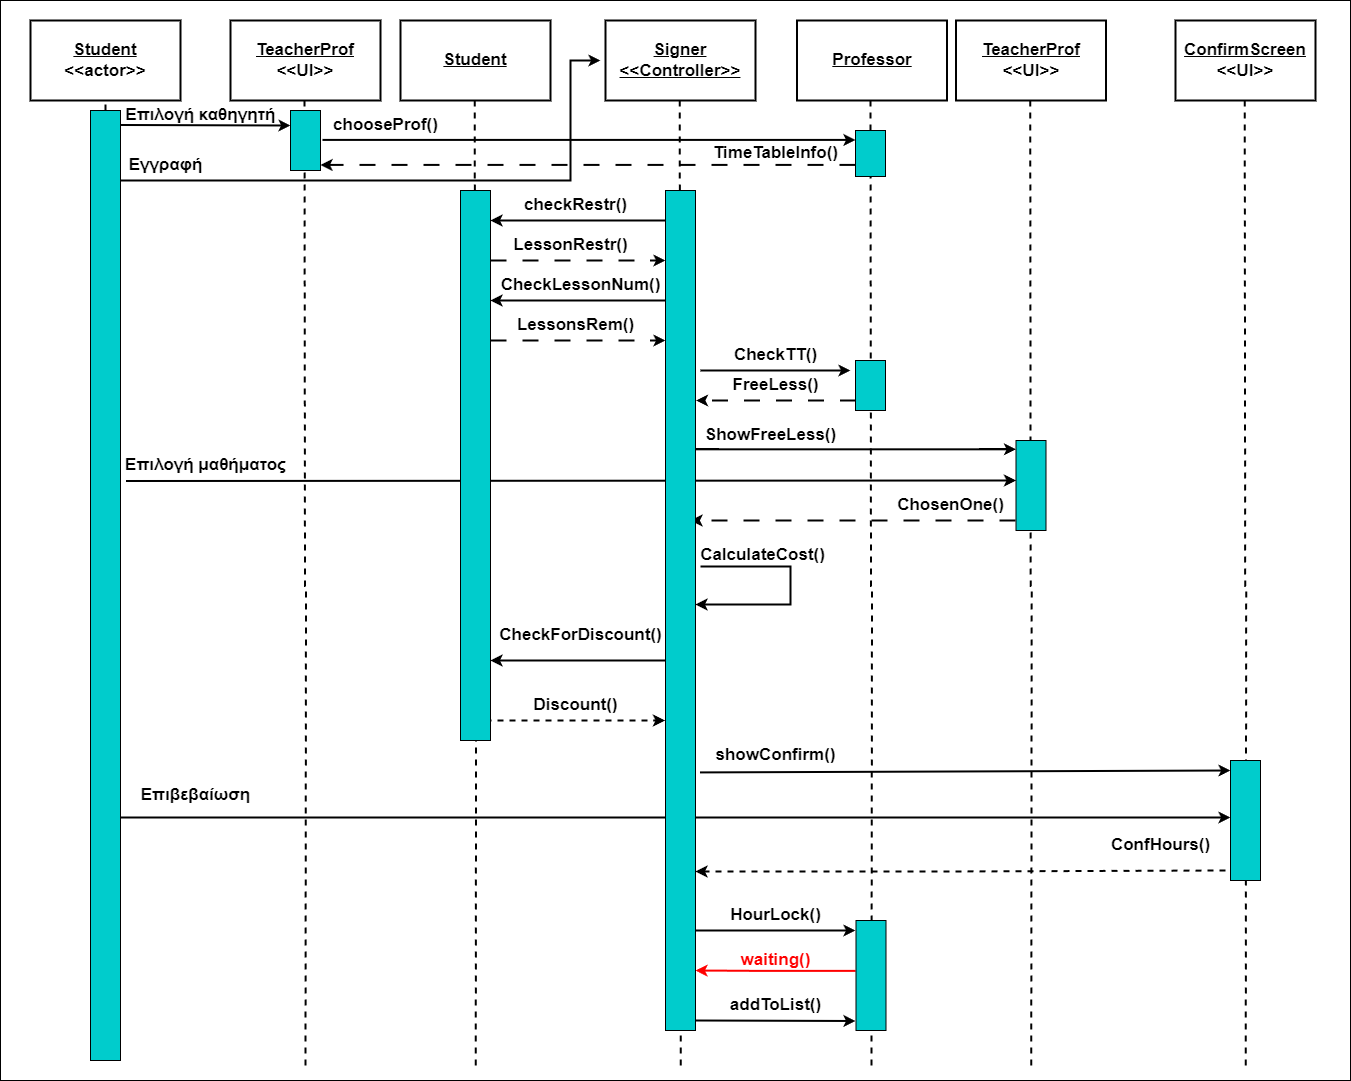 Student
<<actor>>
TeacherProf
<<UI>>
Student
Signer
<<Controller>>
Professor
TeacherProf
<<UI>>
ConfirmScreen
<<UI>>
Επιλογή καθηγητή
chooseProf()
TimeTableInfo()
Εγγραφή
checkRestr()
LessonRestr()
CheckLessonNum()
LessonsRem()
CheckTT()
FreeLess()
ShowFreeLess()
Επιλογή μαθήματος
ChosenOne()
CalculateCost()
CheckForDiscount()
Discount()
showConfirm()
Επιβεβαίωση
ConfHours()
HourLock()
waiting()
addToList()